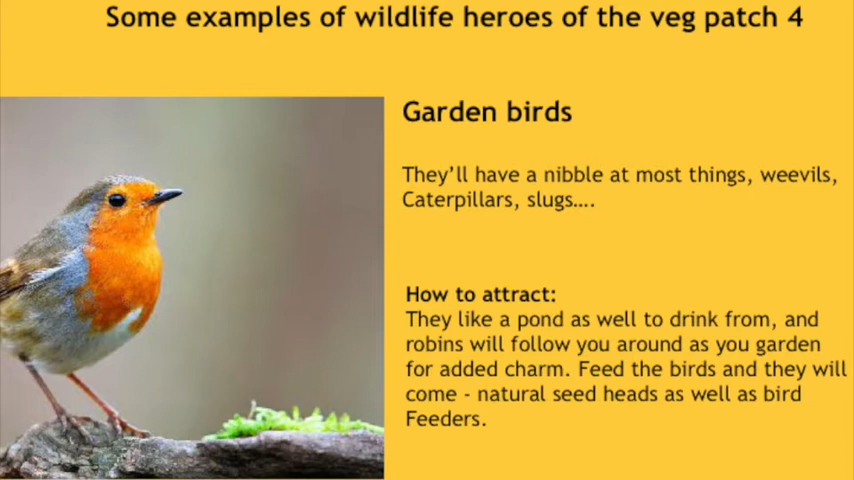 Some examples of wildlife heroes of the veg patch 4
Garden birds
They'll have a nibble at most things, weevils,
Caterpillars, slugs....
How to attract:
They like a pond as well to drink from, and
robins will follow you around as you garden
for added charm. Feed the birds and they will
come - natural seed heads as well as bird
Feeders.